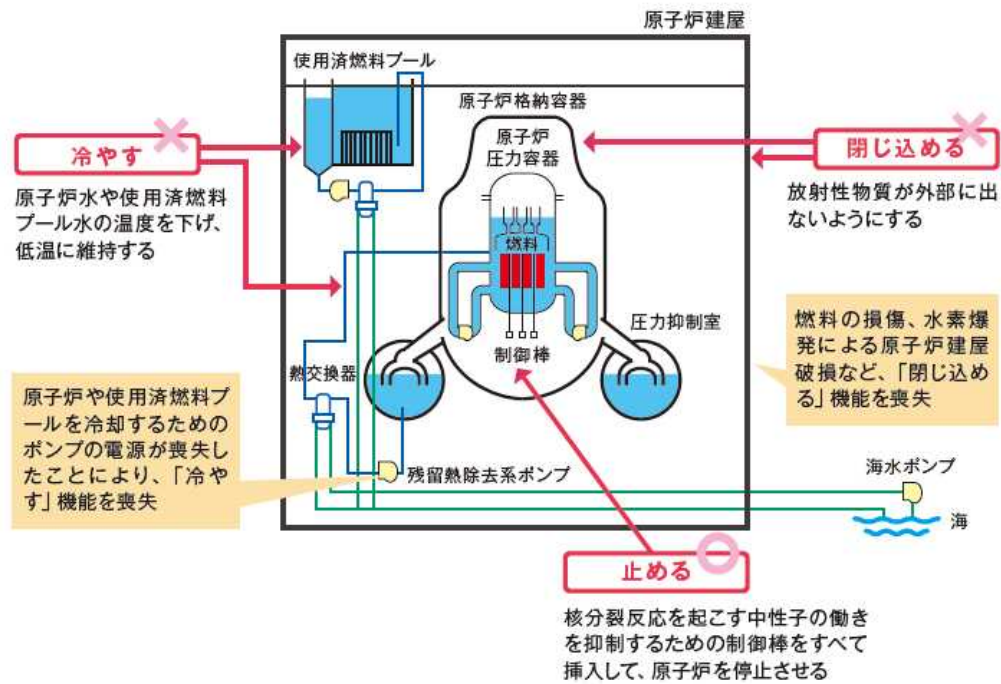 原子炉建屋
使用済燃料プール
原子炉格納容器
原子炉
圧力容器
冷やす
閉じ込める
原子炉水や使用済燃料
プール水の温度を下げ、
低温に維持する
放射性物質が外部に出
ないようにする
燃料
圧力抑制室
制御棒
熱交換器
燃料の損傷、水素爆
発による原子炉建屋
破損など、「閉じ込め
る」機能を喪失
原子炉や使用済燃料プ
ールを冷却するための
ポンプの電源が喪失し
たことにより、「冷や
す」機能を喪失
残留熱除去系ポンプ
海水ポンプ
海
止める
核分裂反応を起こす中性子の働き
を抑制するための制御棒をすべて
挿入して、原子炉を停止させる